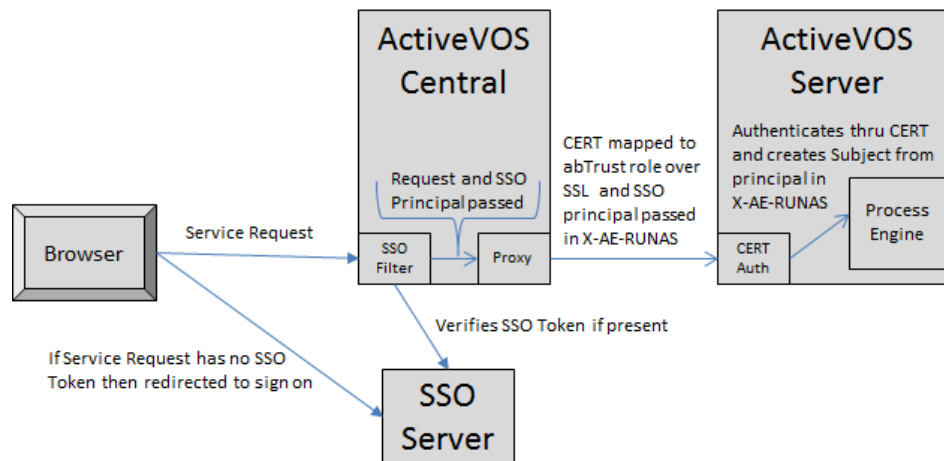 ActiveVOS
Central
ActiveVOS
Server
Request and SSO
Principal passed
CERT mapped to
abTrust role over
SSL and SSO
principal passed
in X-AE-RUNAS
Authenticates thru CERT
and creates Subject from
principal in
X-AE-RUNAS
Process
Engine
Browser
Service Request
SSO
Filter
Proxy
CERT
Auth
Verifies SSO Token if present
If Service Request has no SSO
Token then redirected to sign on
SSO
Server